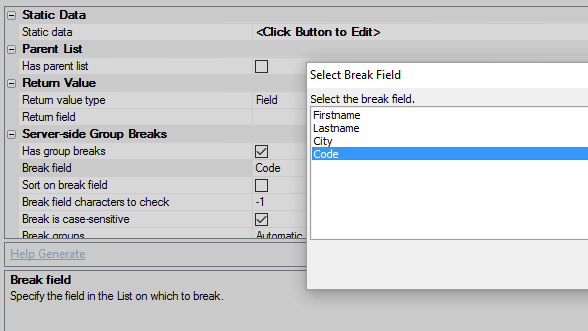 Static Data
Static data <Click Button to Edit>
Parent List
Has parent list
Return Value
Return value type Field
Return field
Server-side Group Breaks
Has group breaks
Break field Code
Sort on break field
Break field characters to check -1
Break is case-sensitive
Break groups Automatic
Help Generate
Break field
Specify the field in the List on which to break.
Select Break Field
Select the break field.
Firstname
Lastname
City
Code